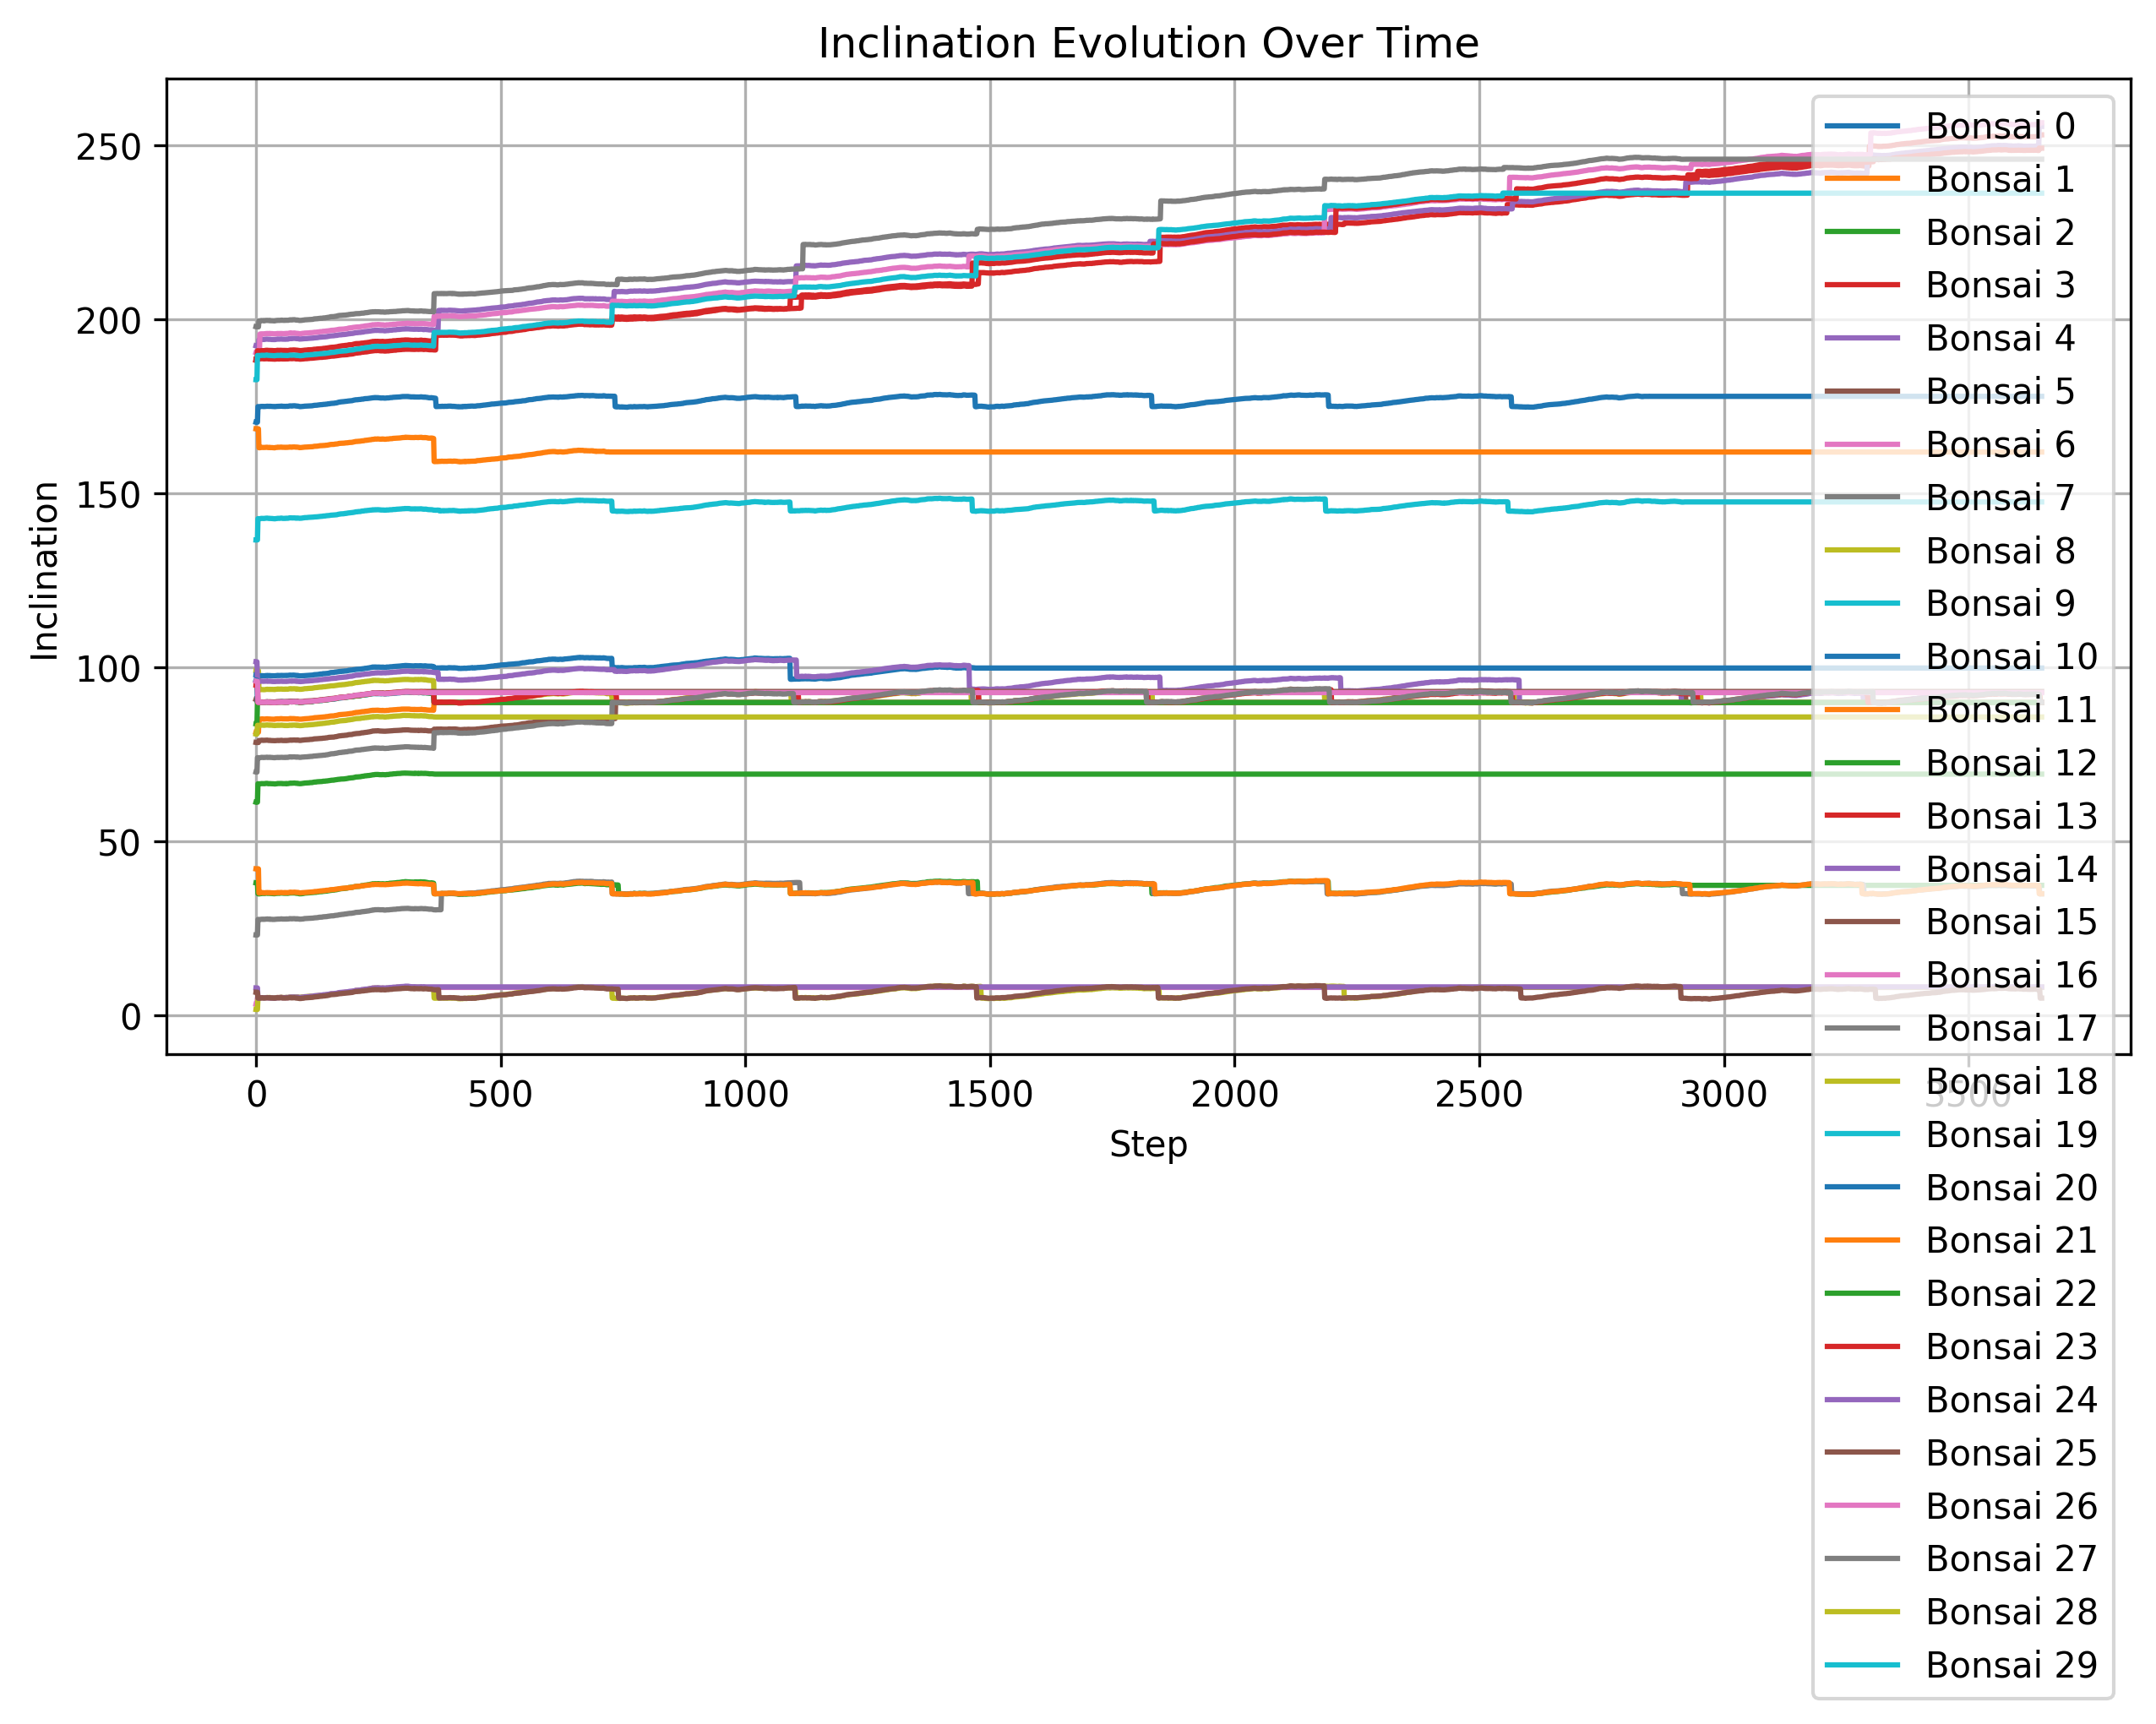 Inclination Evolution Over Time
Inclination
250
200
150
100
50
0
0
500
1000
1500
2000
2500
3000
3500
Step
Bonsai 0
Bonsai 1
Bonsai 2
Bonsai 3
Bonsai 4
Bonsai 5
Bonsai 6
Bonsai 7
Bonsai 8
Bonsai 9
Bonsai 10
Bonsai 11
Bonsai 12
Bonsai 13
Bonsai 14
Bonsai 15
Bonsai 16
Bonsai 17
Bonsai 18
Bonsai 19
Bonsai 20
Bonsai 21
Bonsai 22
Bonsai 23
Bonsai 24
Bonsai 25
Bonsai 26
Bonsai 27
Bonsai 28
Bonsai 29